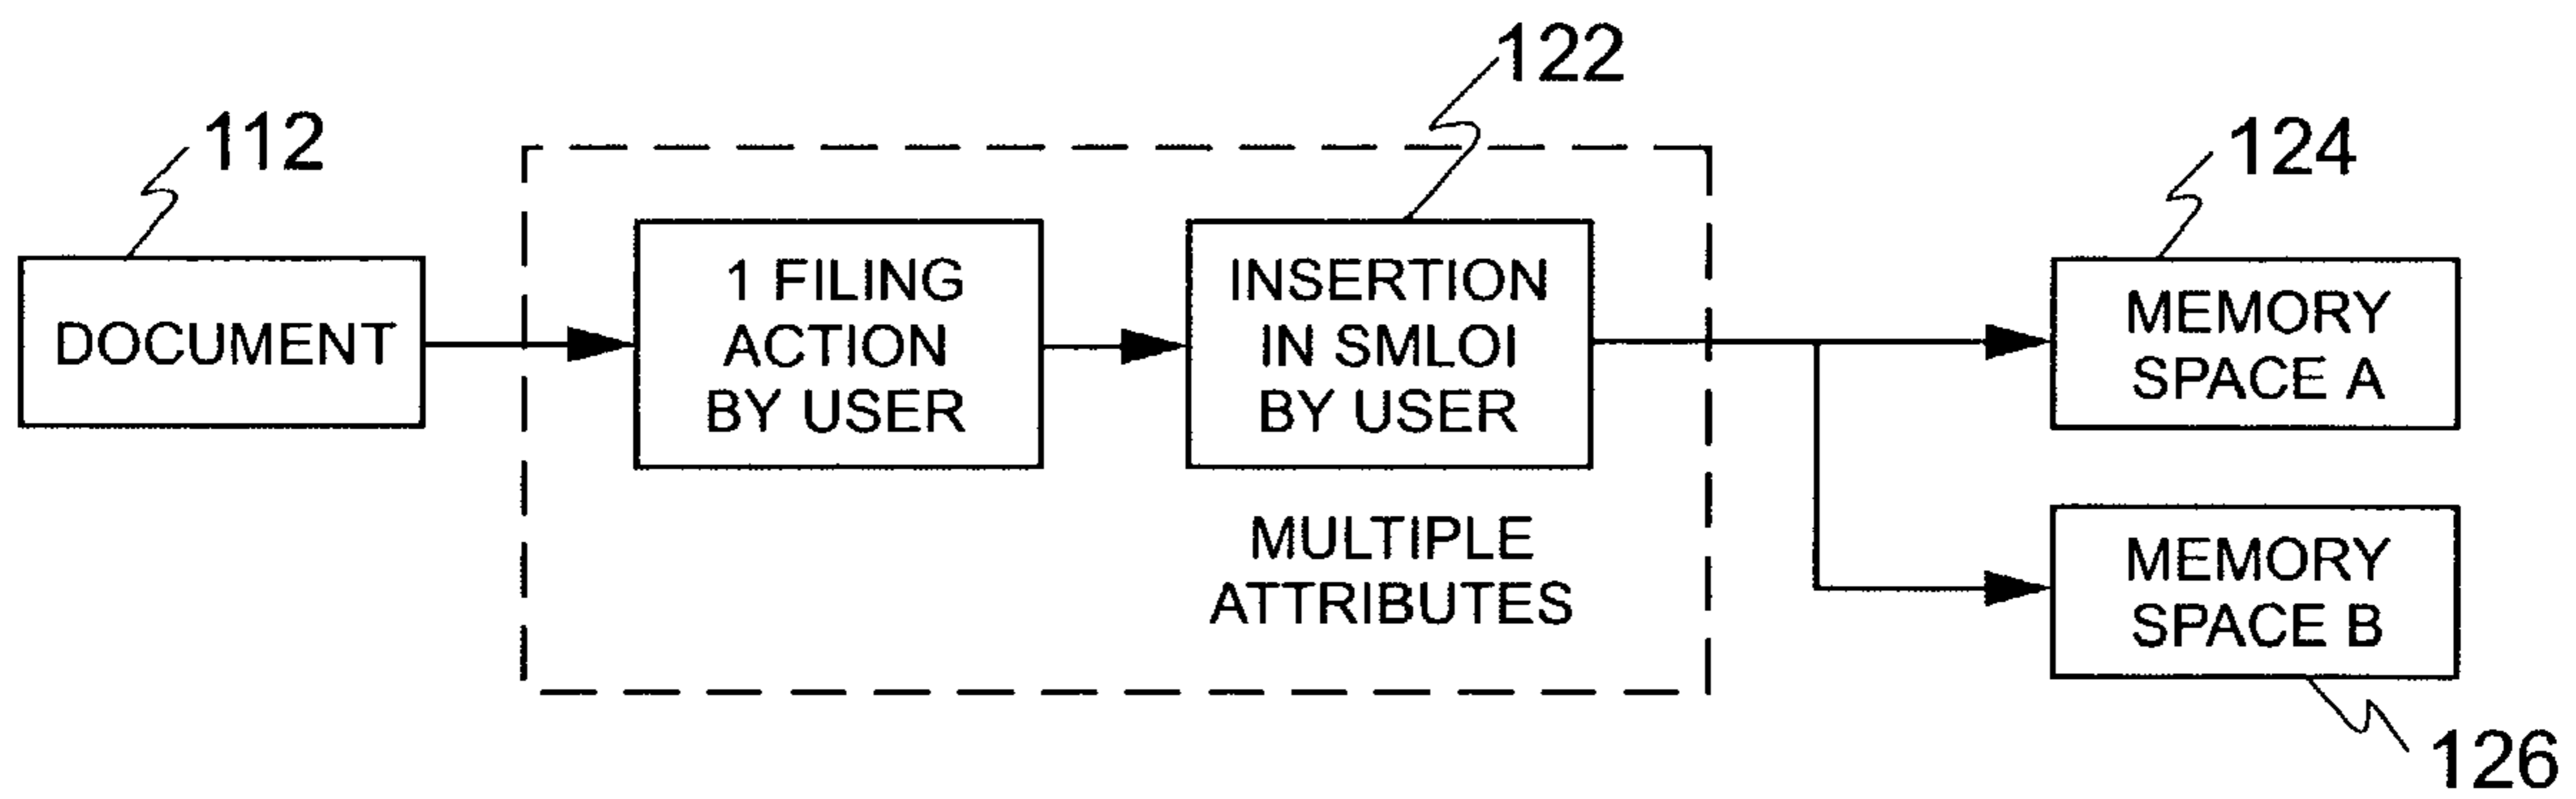 112
DOCUMENT
1 FILING
ACTION
BY USER
122
INSERTION
IN SMLOI
BY USER
MULTIPLE
ATTRIBUTES
124
MEMORY
SPACE A
MEMORY
SPACE B
126